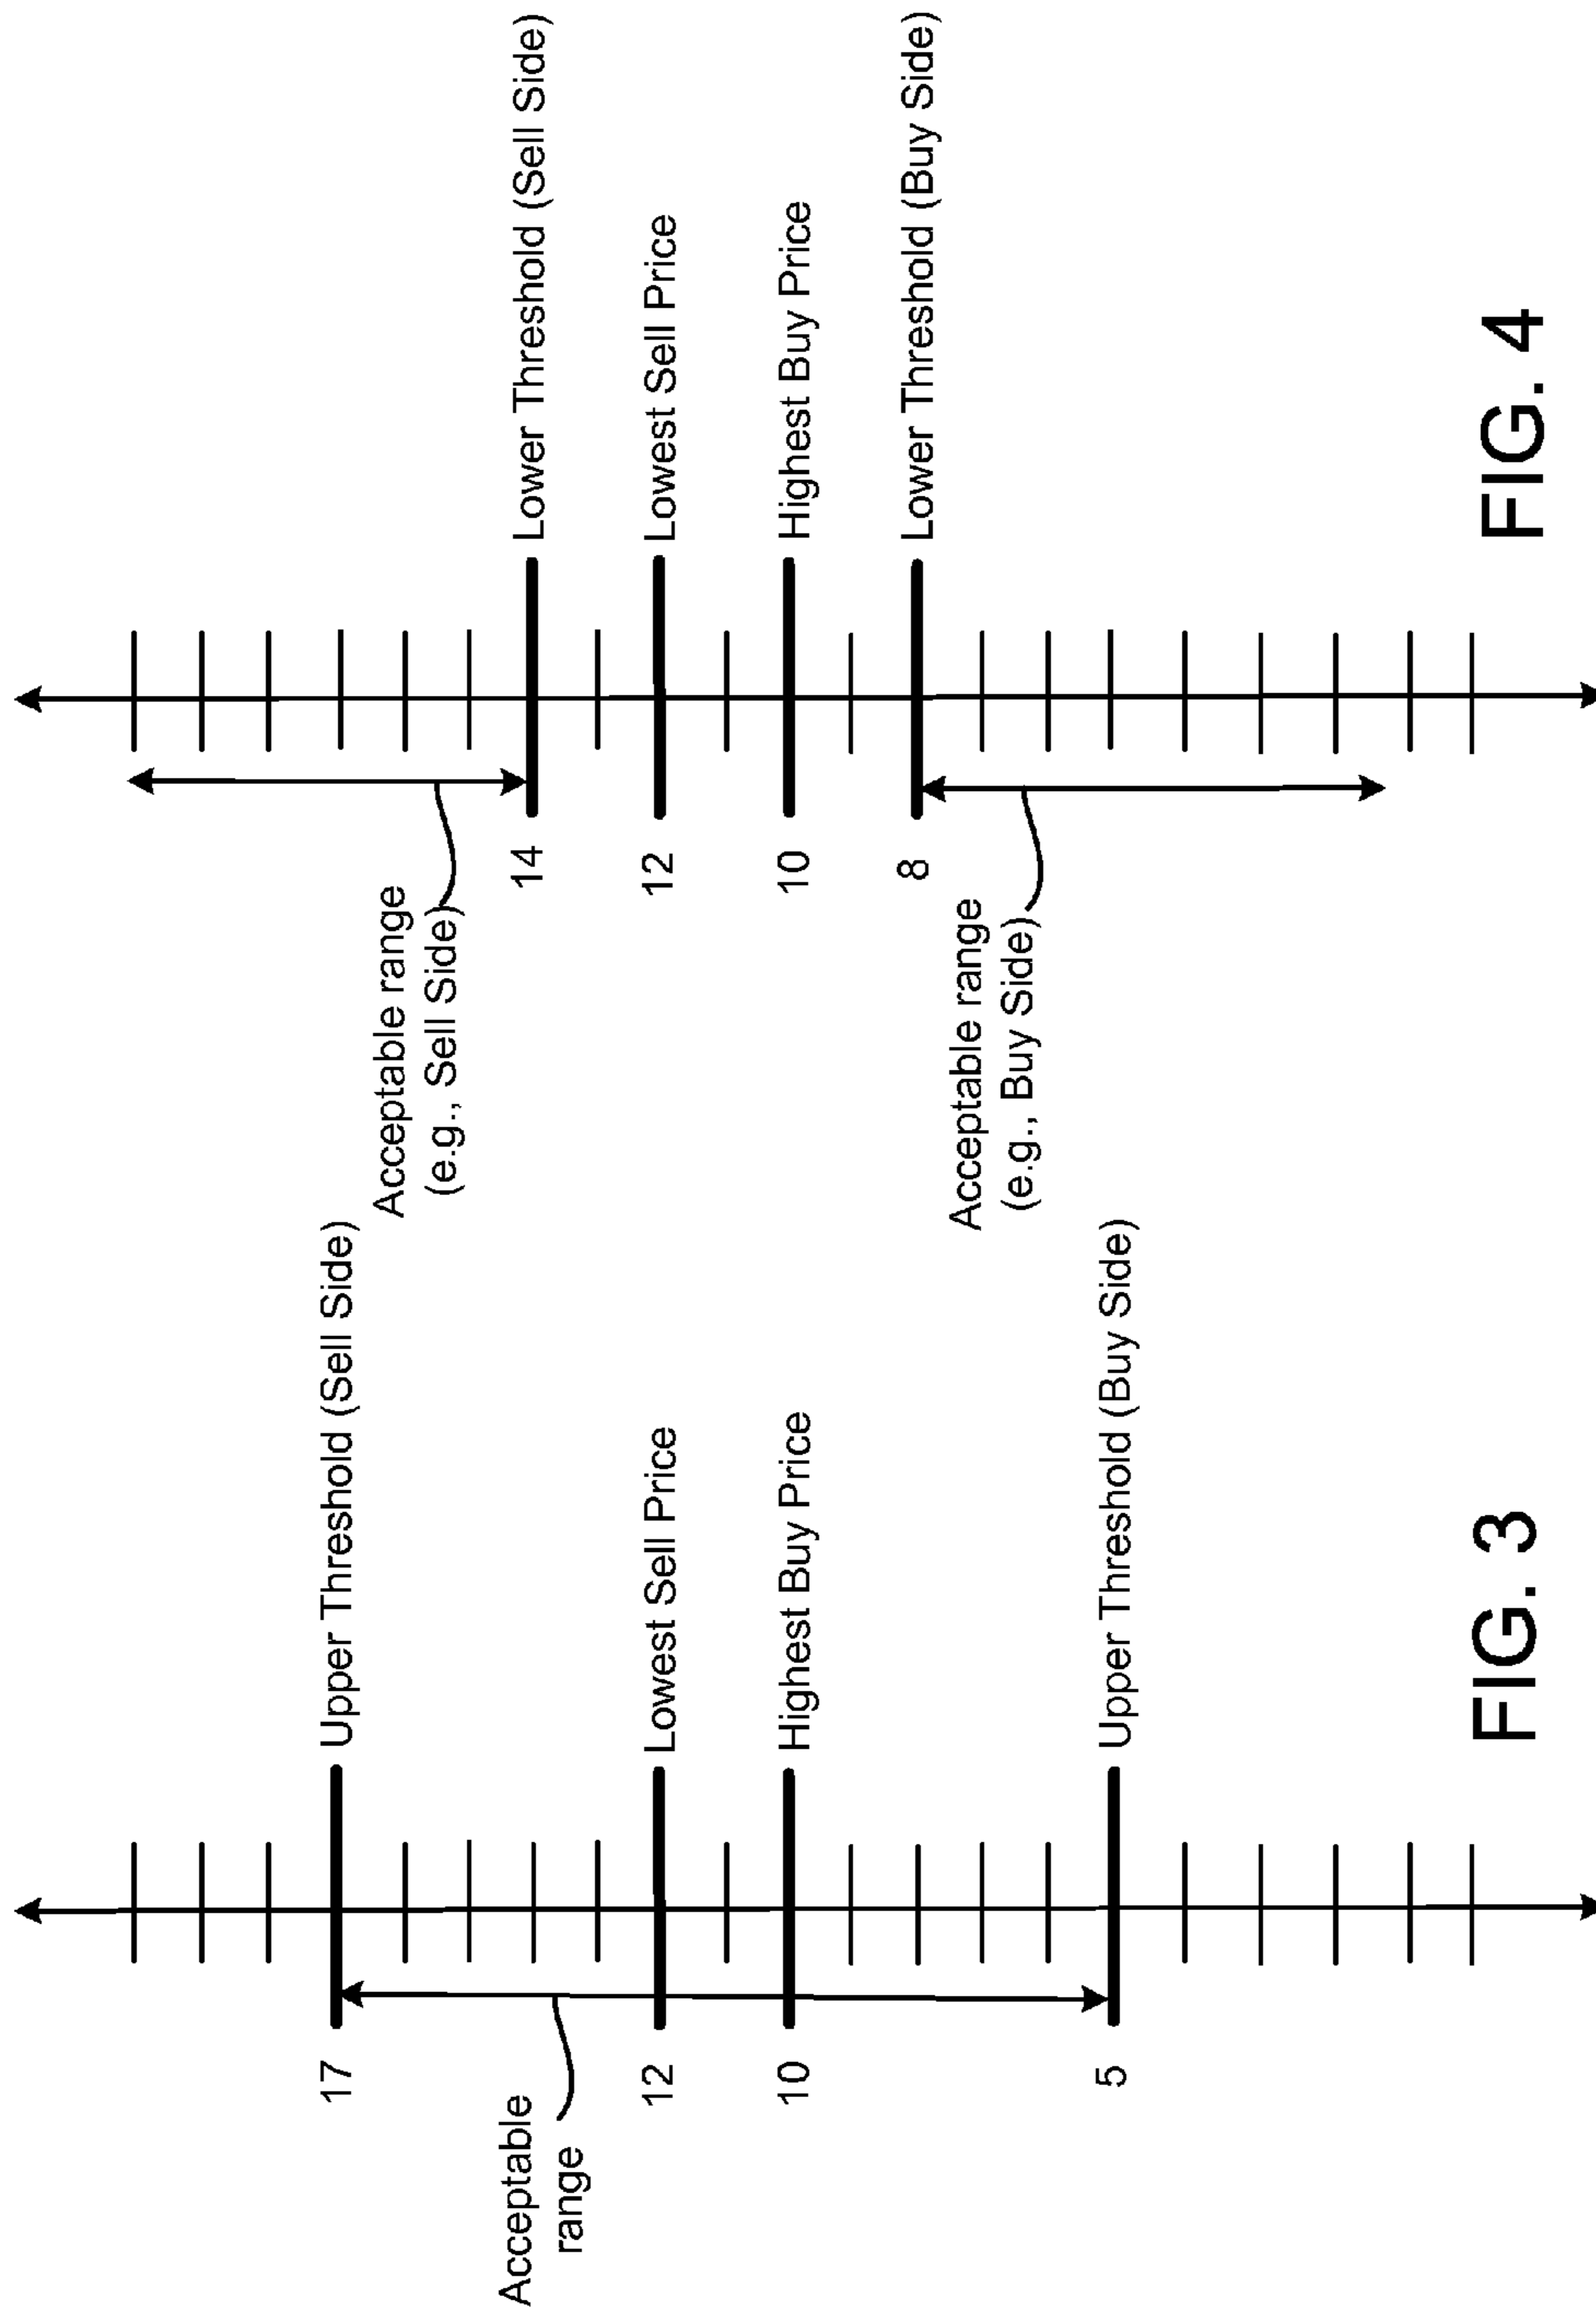 17
Upper Threshold (Sell Side)
Acceptable
range
12
Lowest Sell Price
10
Highest Buy Price
5
Upper Threshold (Buy Side)
FIG. 3
Acceptable range
(e.g., Sell Side)
14
Lower Threshold (Sell Side)
12
Lowest Sell Price
10
Highest Buy Price
8
Lower Threshold (Buy Side)
Acceptable range
(e.g., Buy Side)
FIG. 4